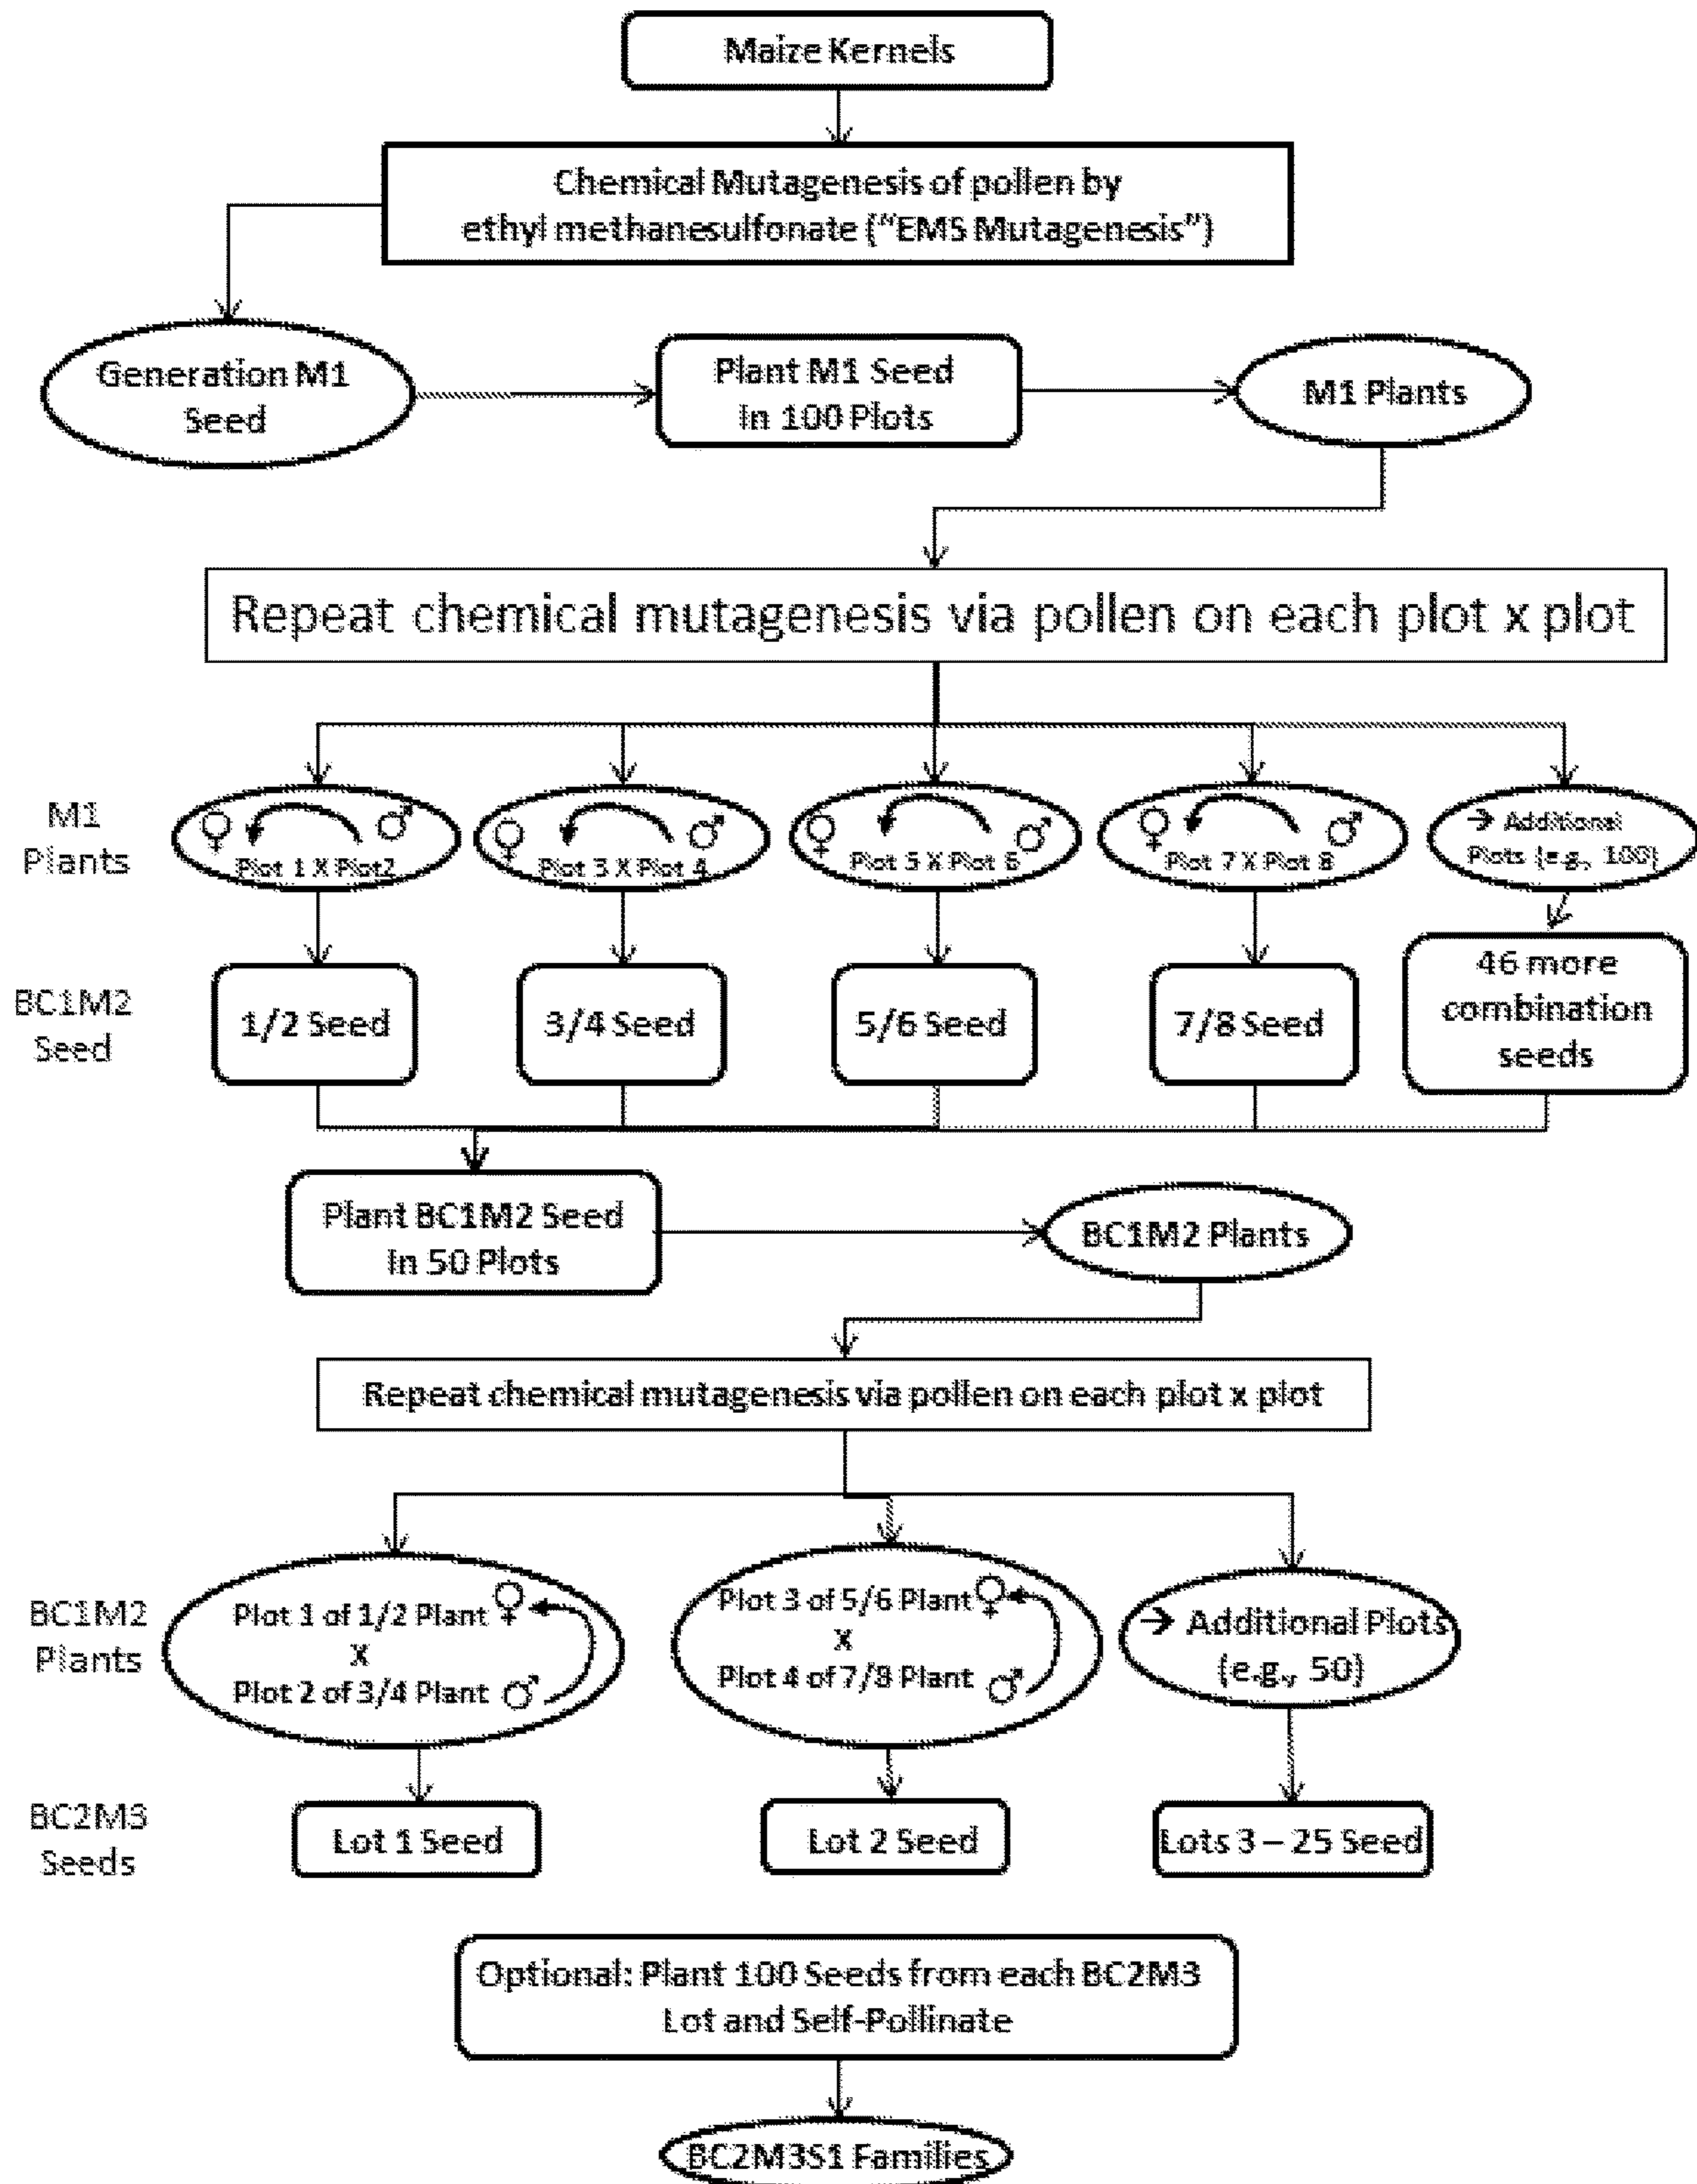 Maize Kernels
Chemical Mutagenesis of pollen by
ethyl methanesulfonate ("EMS Mutagenesis")
Generation M1
Seed
Plant M1 Seed
In 100 Plots
M1 Plants
Repeat chemical mutagenesis via pollen on each plot x plot
M1
Plants
♀ ♂
Plot 1 X Plot2
♀ ♂
Plot 3 X Plot 4
♀ ♂
Plot 5 X Plot 6
♀ ♂
Plot 7 X Plot 8
→ Additional
Plots (e.g., 100)
BC1M2
Seed
1/2 Seed
3/4 Seed
5/6 Seed
7/8 Seed
46 more
combination
seeds
Plant BC1M2 Seed
In 50 Plots
BC1M2 Plants
Repeat chemical mutagenesis via pollen on each plot x plot
BC1M2
Plants
Plot 1 of 1/2 Plant ♀
X
Plot 2 of 3/4 Plant ♂
Plot 3 of 5/6 Plant ♀
X
Plot 4 of 7/8 Plant ♂
→ Additional Plots
(e.g., 50)
BC2M3
Seeds
Lot 1 Seed
Lot 2 Seed
Lots 3 – 25 Seed
Optional: Plant 100 Seeds from each BC2M3
Lot and Self-Pollinate
BC2M3S1 Families